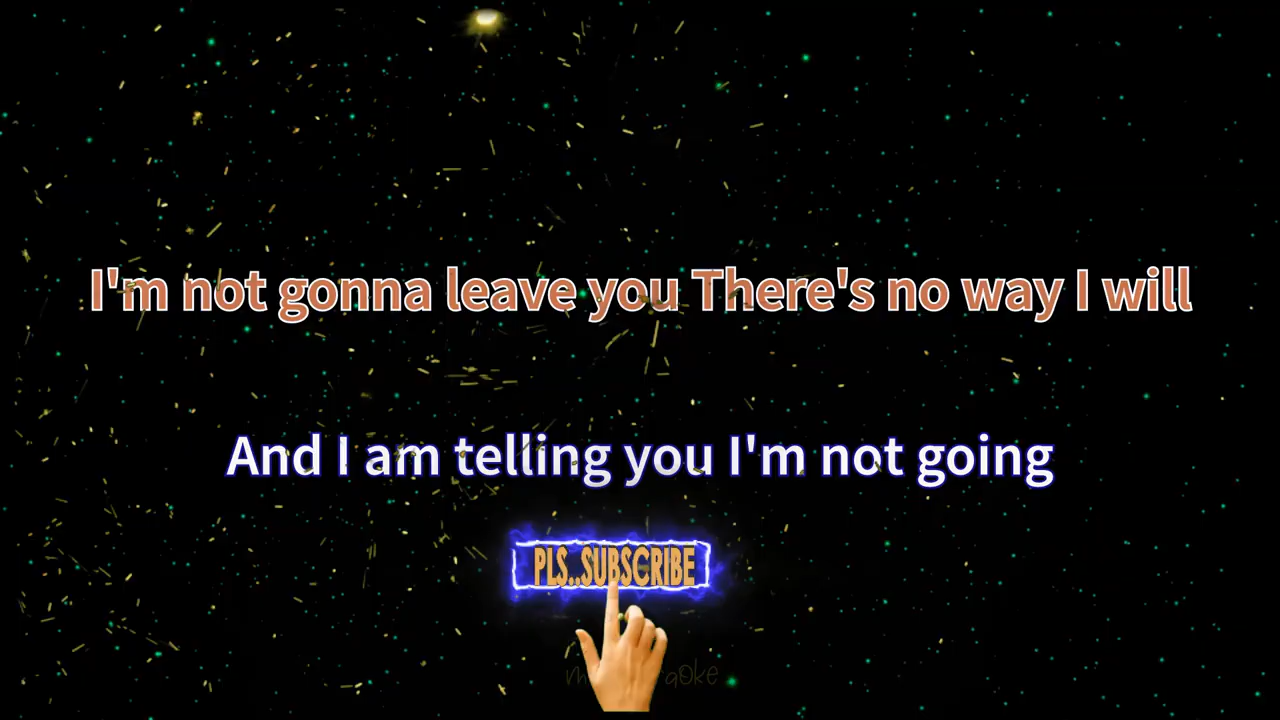 I'm not gonna leave you There's no way I will
And I am telling you I'm not going
PLS..SUBSCRIBE